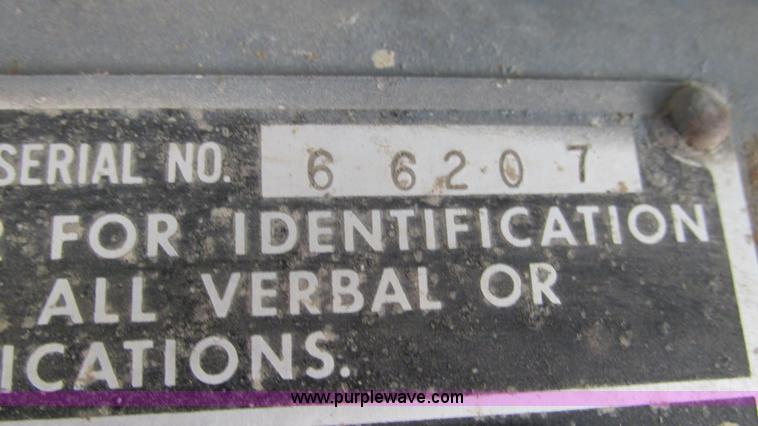 SERIAL NO. 6 6 2 0 7
FOR IDENTIFICATION
ALL VERBAL OR
ICATIONS.
www.purplewave.com